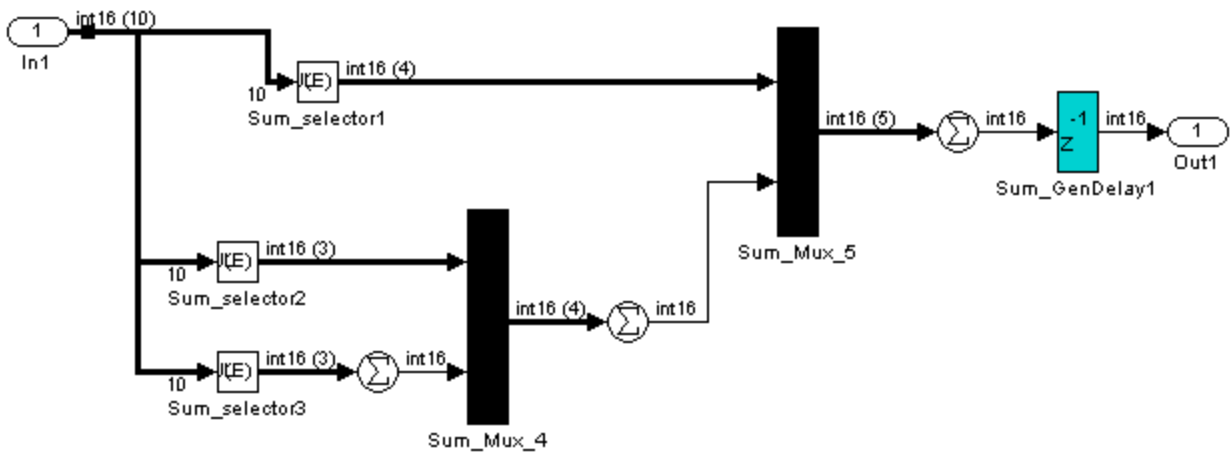 int16 (10)
1
In1
10
U(E)
int16 (4)
Sum_selector1
int16 (5)
Σ
int16
-1
Z
int16
1
Out1
Sum_GenDelay1
Sum_Mux_5
10
U(E)
int16 (3)
Sum_selector2
int16 (4)
Σ
int16
10
U(E)
int16 (3)
Σ
int16
Sum_selector3
Sum_Mux_4